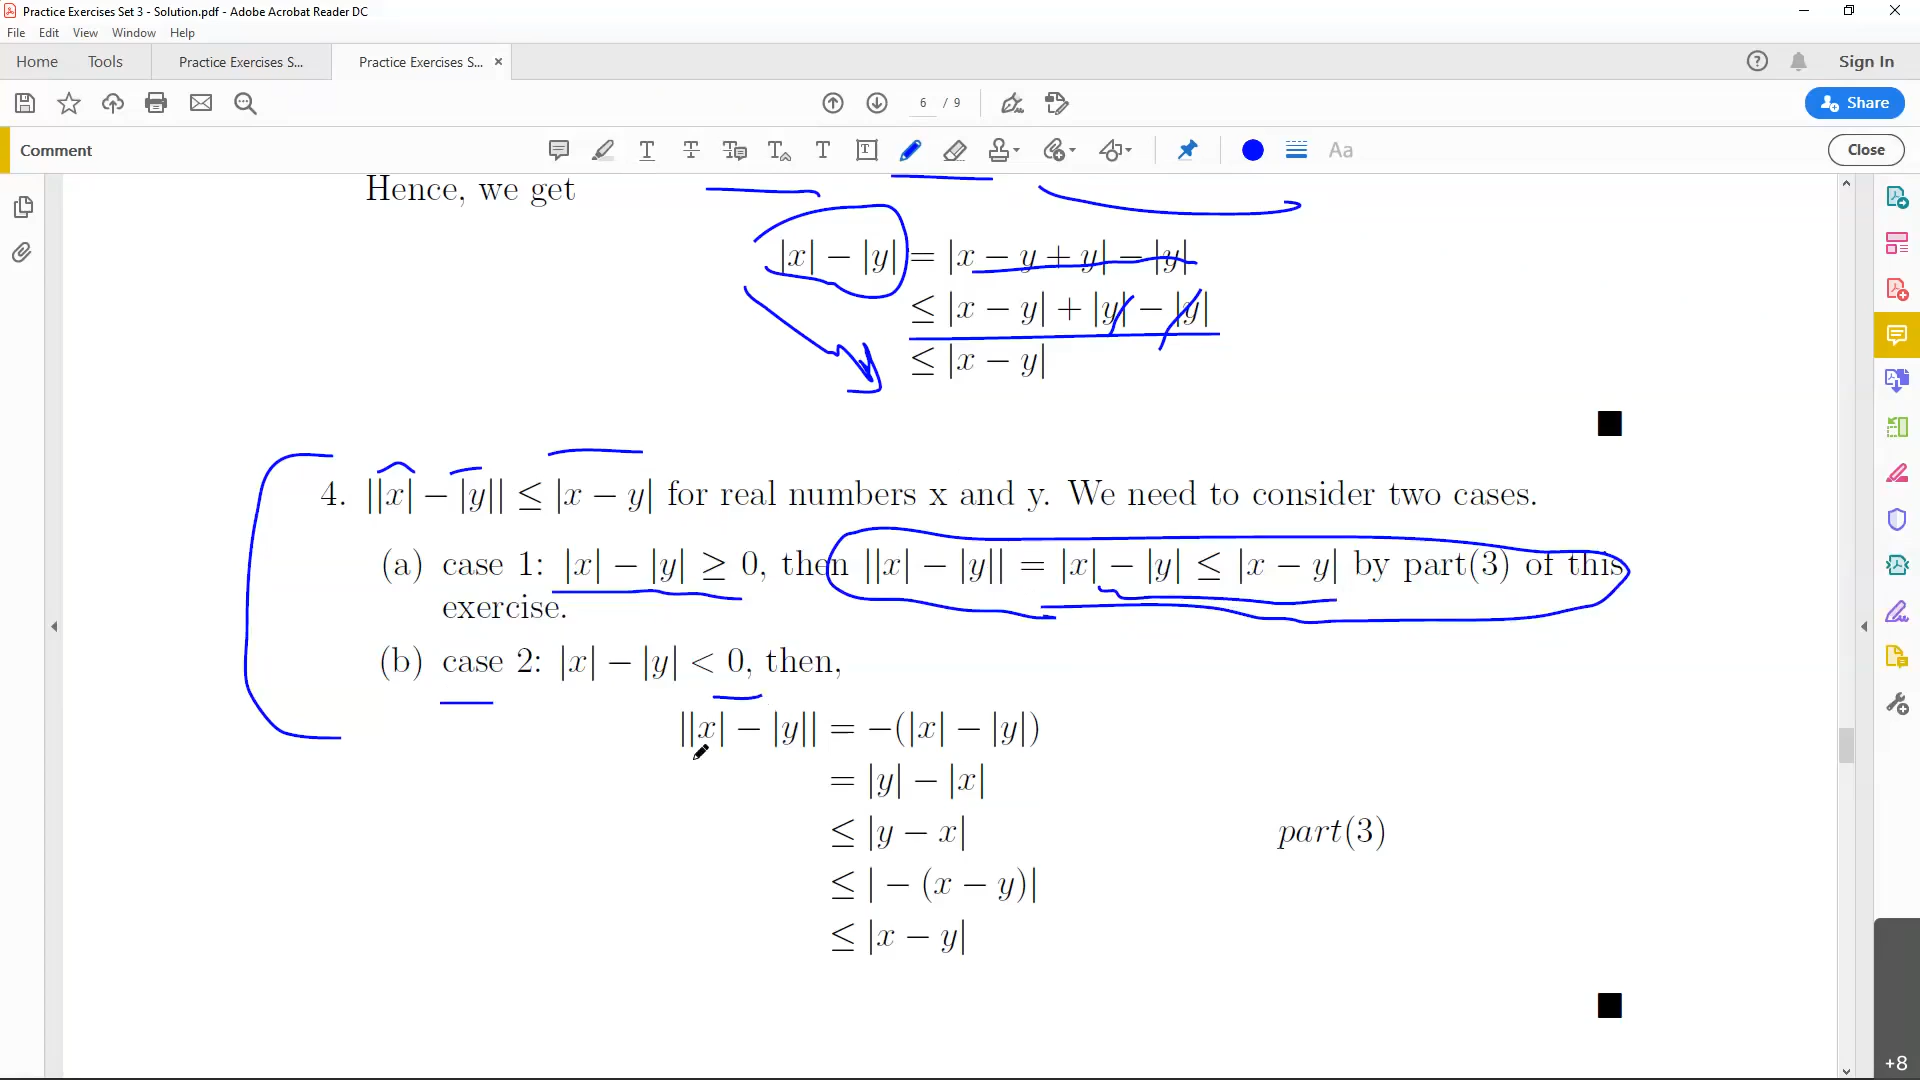 Practice Exercises Set 3 - Solution.pdf - Adobe Acrobat Reader DC
File Edit View Window Help
Home Tools Practice Exercises S... Practice Exercises S... ×
? Sign In
6 / 9
Share
Comment
T T T T T T Aa
Close
Hence, we get
|x| − |y| = |x − y + y| − |y|
≤ |x − y| + |y| − |y|
≤ |x − y|
4. ||x| − |y|| ≤ |x − y| for real numbers x and y. We need to consider two cases.
(a) case 1: |x| − |y| ≥ 0, then ||x| − |y|| = |x| − |y| ≤ |x − y| by part(3) of this
exercise.
(b) case 2: |x| − |y| < 0, then,
||x| − |y|| = −(|x| − |y|)
= |y| − |x|
≤ |y − x| part(3)
≤ | − (x − y)|
≤ |x − y|
+8